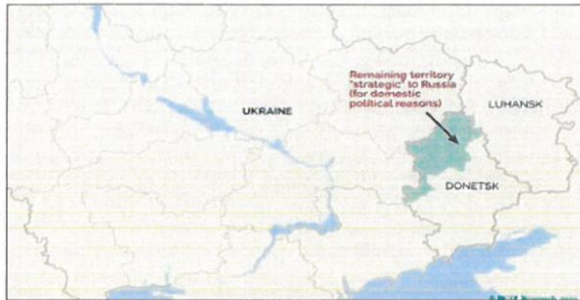 Remaining territory
"strategic" to Russia
(for domestic
political reasons)
UKRAINE
LUHANSK
DONETSK